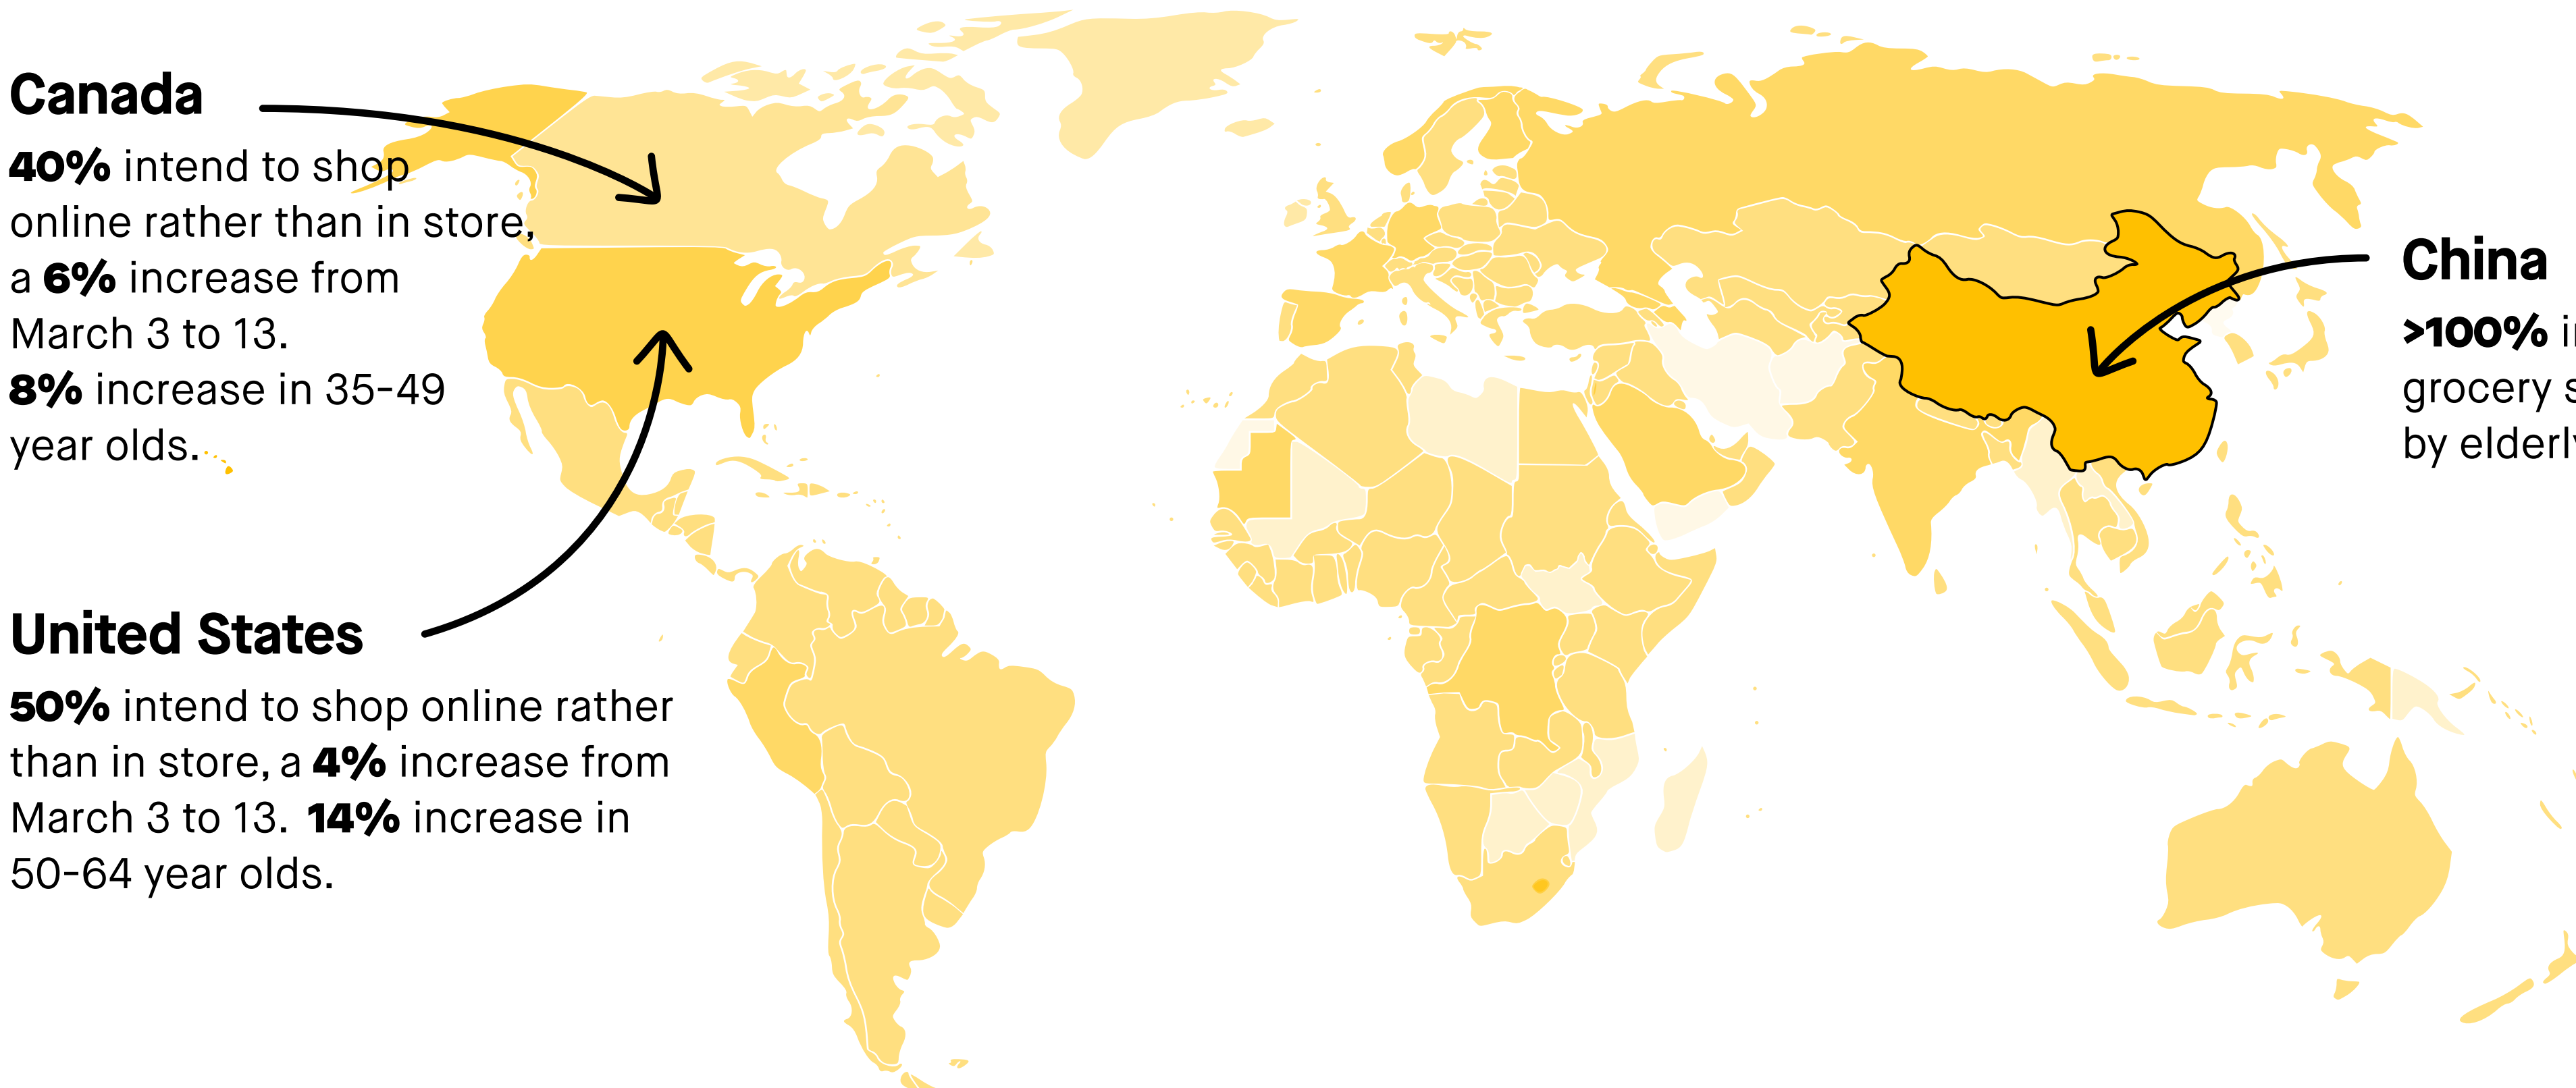 Canada
40% intend to shop
online rather than in store,
a 6% increase from
March 3 to 13.
8% increase in 35-49
year olds.
United States
50% intend to shop online rather
than in store, a 4% increase from
March 3 to 13. 14% increase in
50-64 year olds.
China
>100%
grocery
by